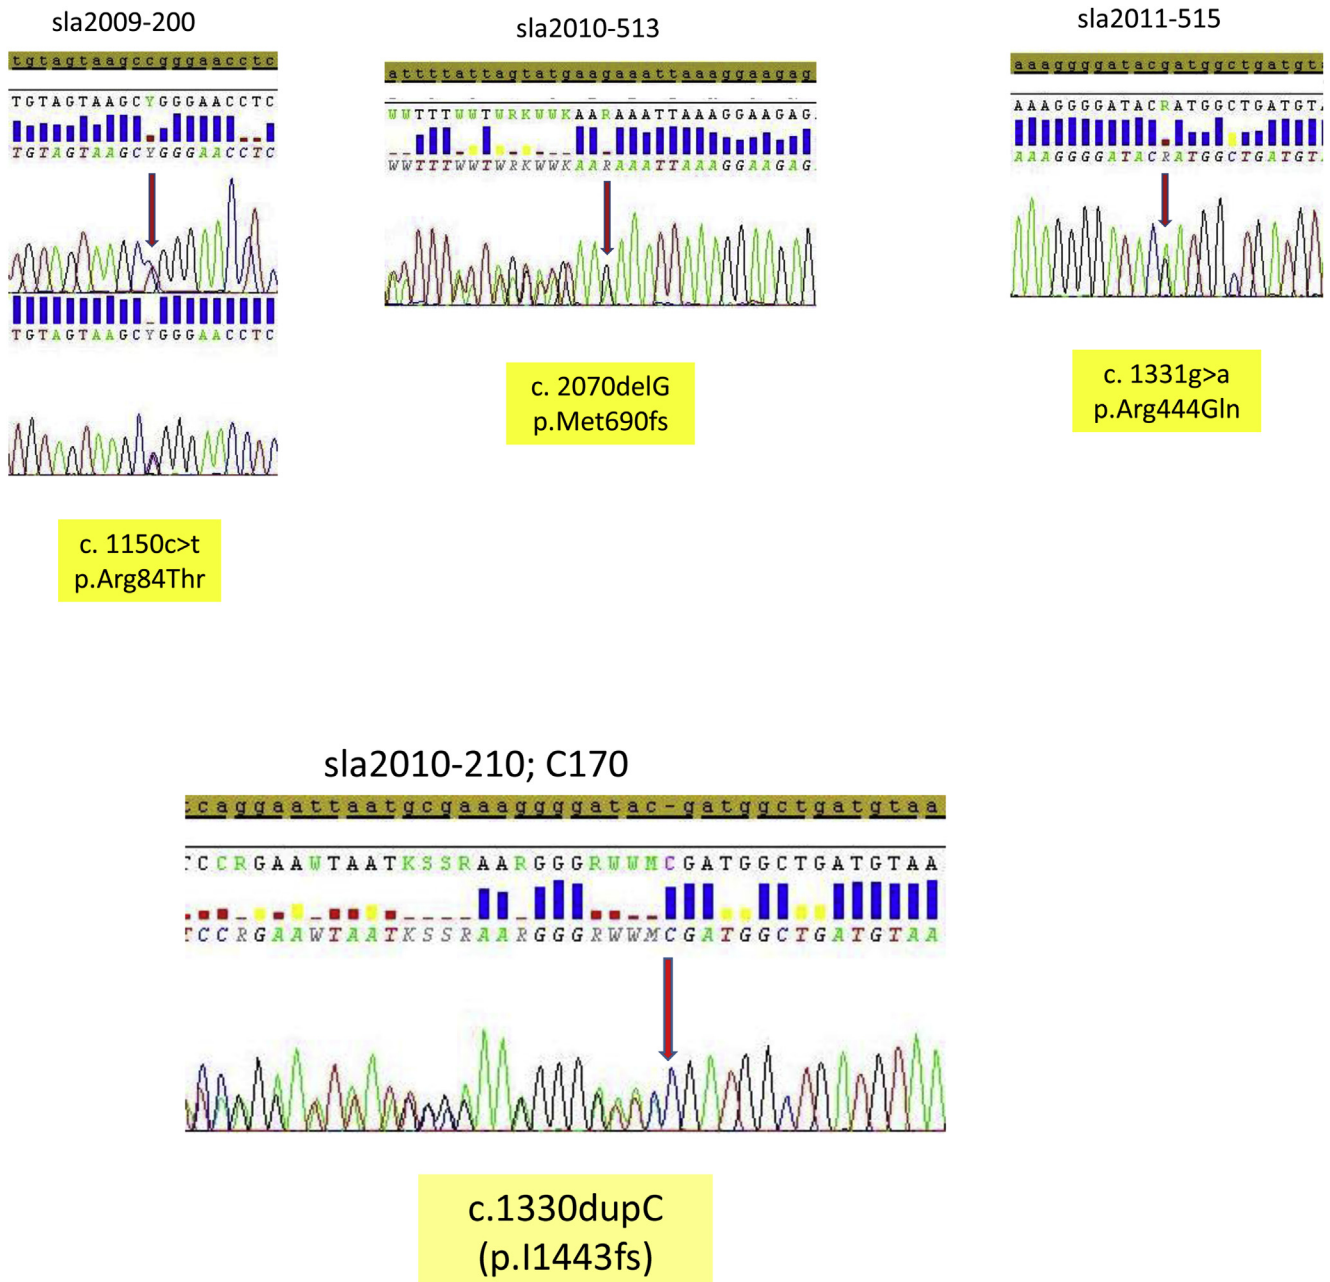 sla2009-200
tgtagtaagccgggaacctc
TGTAGTAAGCYGGGAACCTC
TGTAGTAAGCYGGGAACCTC
TGTAGTAAGCYGGGAACCTC
c. 1150c>t
p.Arg84Thr
sla2010-513
attttattagtatgaagaaattaaaggaagag
WWTTTWWTWRKWWKAARAAATTAAAGGAAGAG
WWTTTWWTWRKWWKAARAAATTAAAGGAAGAG
c. 2070delG
p.Met690fs
sla2011-515
aaaggggatacgatggctgatgt
AAAGGGGATACRATGGCTGATGT
AAAGGGGATACRATGGCTGATGT
c. 1331g>a
p.Arg444Gln
sla2010-210; C170
tcaggaattaatgcgaaaggggatac-gatggctgatgtaa
TCCRGAAWTAATKSSRAARGGGRWWMCGATGGCTGATGTAA
TCCRGAAWTAATKSSRAARGGGRWWMCGATGGCTGATGTAA
c.1330dupC
(p.I1443fs)